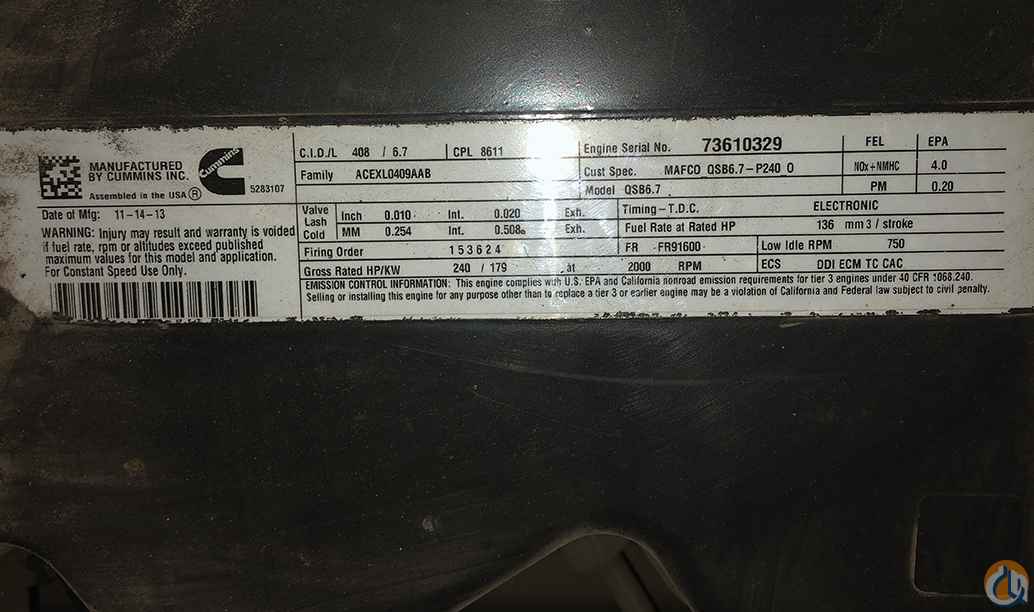 MANUFACTURED
BY CUMMINS INC.
Assembled in the USA R
Cummins
5283107
Date of Mfg: 11-14-13
WARNING: Injury may result and warranty is voided
if fuel rate, rpm or altitudes exceed published
maximum values for this model and application.
For Constant Speed Use Only.
C.I.D./L 408 / 6.7 CPL 8611
Family ACEXL0409AAB
Valve Lash Cold
Inch 0.010 Int. 0.020 Exh.
MM 0.254 Int. 0.508 Exh.
Firing Order 153624
Gross Rated HP/KW 240 / 179 at 2000 RPM
Engine Serial No. 73610329
Cust Spec. MAFCO QSB6.7-P240 0
Model QSB6.7
FEL EPA
NOx+NMHC 4.0
PM 0.20
Timing-T.D.C. ELECTRONIC
Fuel Rate at Rated HP 136 mm3 / stroke
FR FR91600 Low Idle RPM 750
ECS DDI ECM TC CAC
EMISSION CONTROL INFORMATION: This engine complies with U.S. EPA and California nonroad emission requirements for tier 3 engines under 40 CFR 1068.240.
Selling or installing this engine for any purpose other than to replace a tier 3 or earlier engine may be a violation of California and Federal law subject to civil penalty.